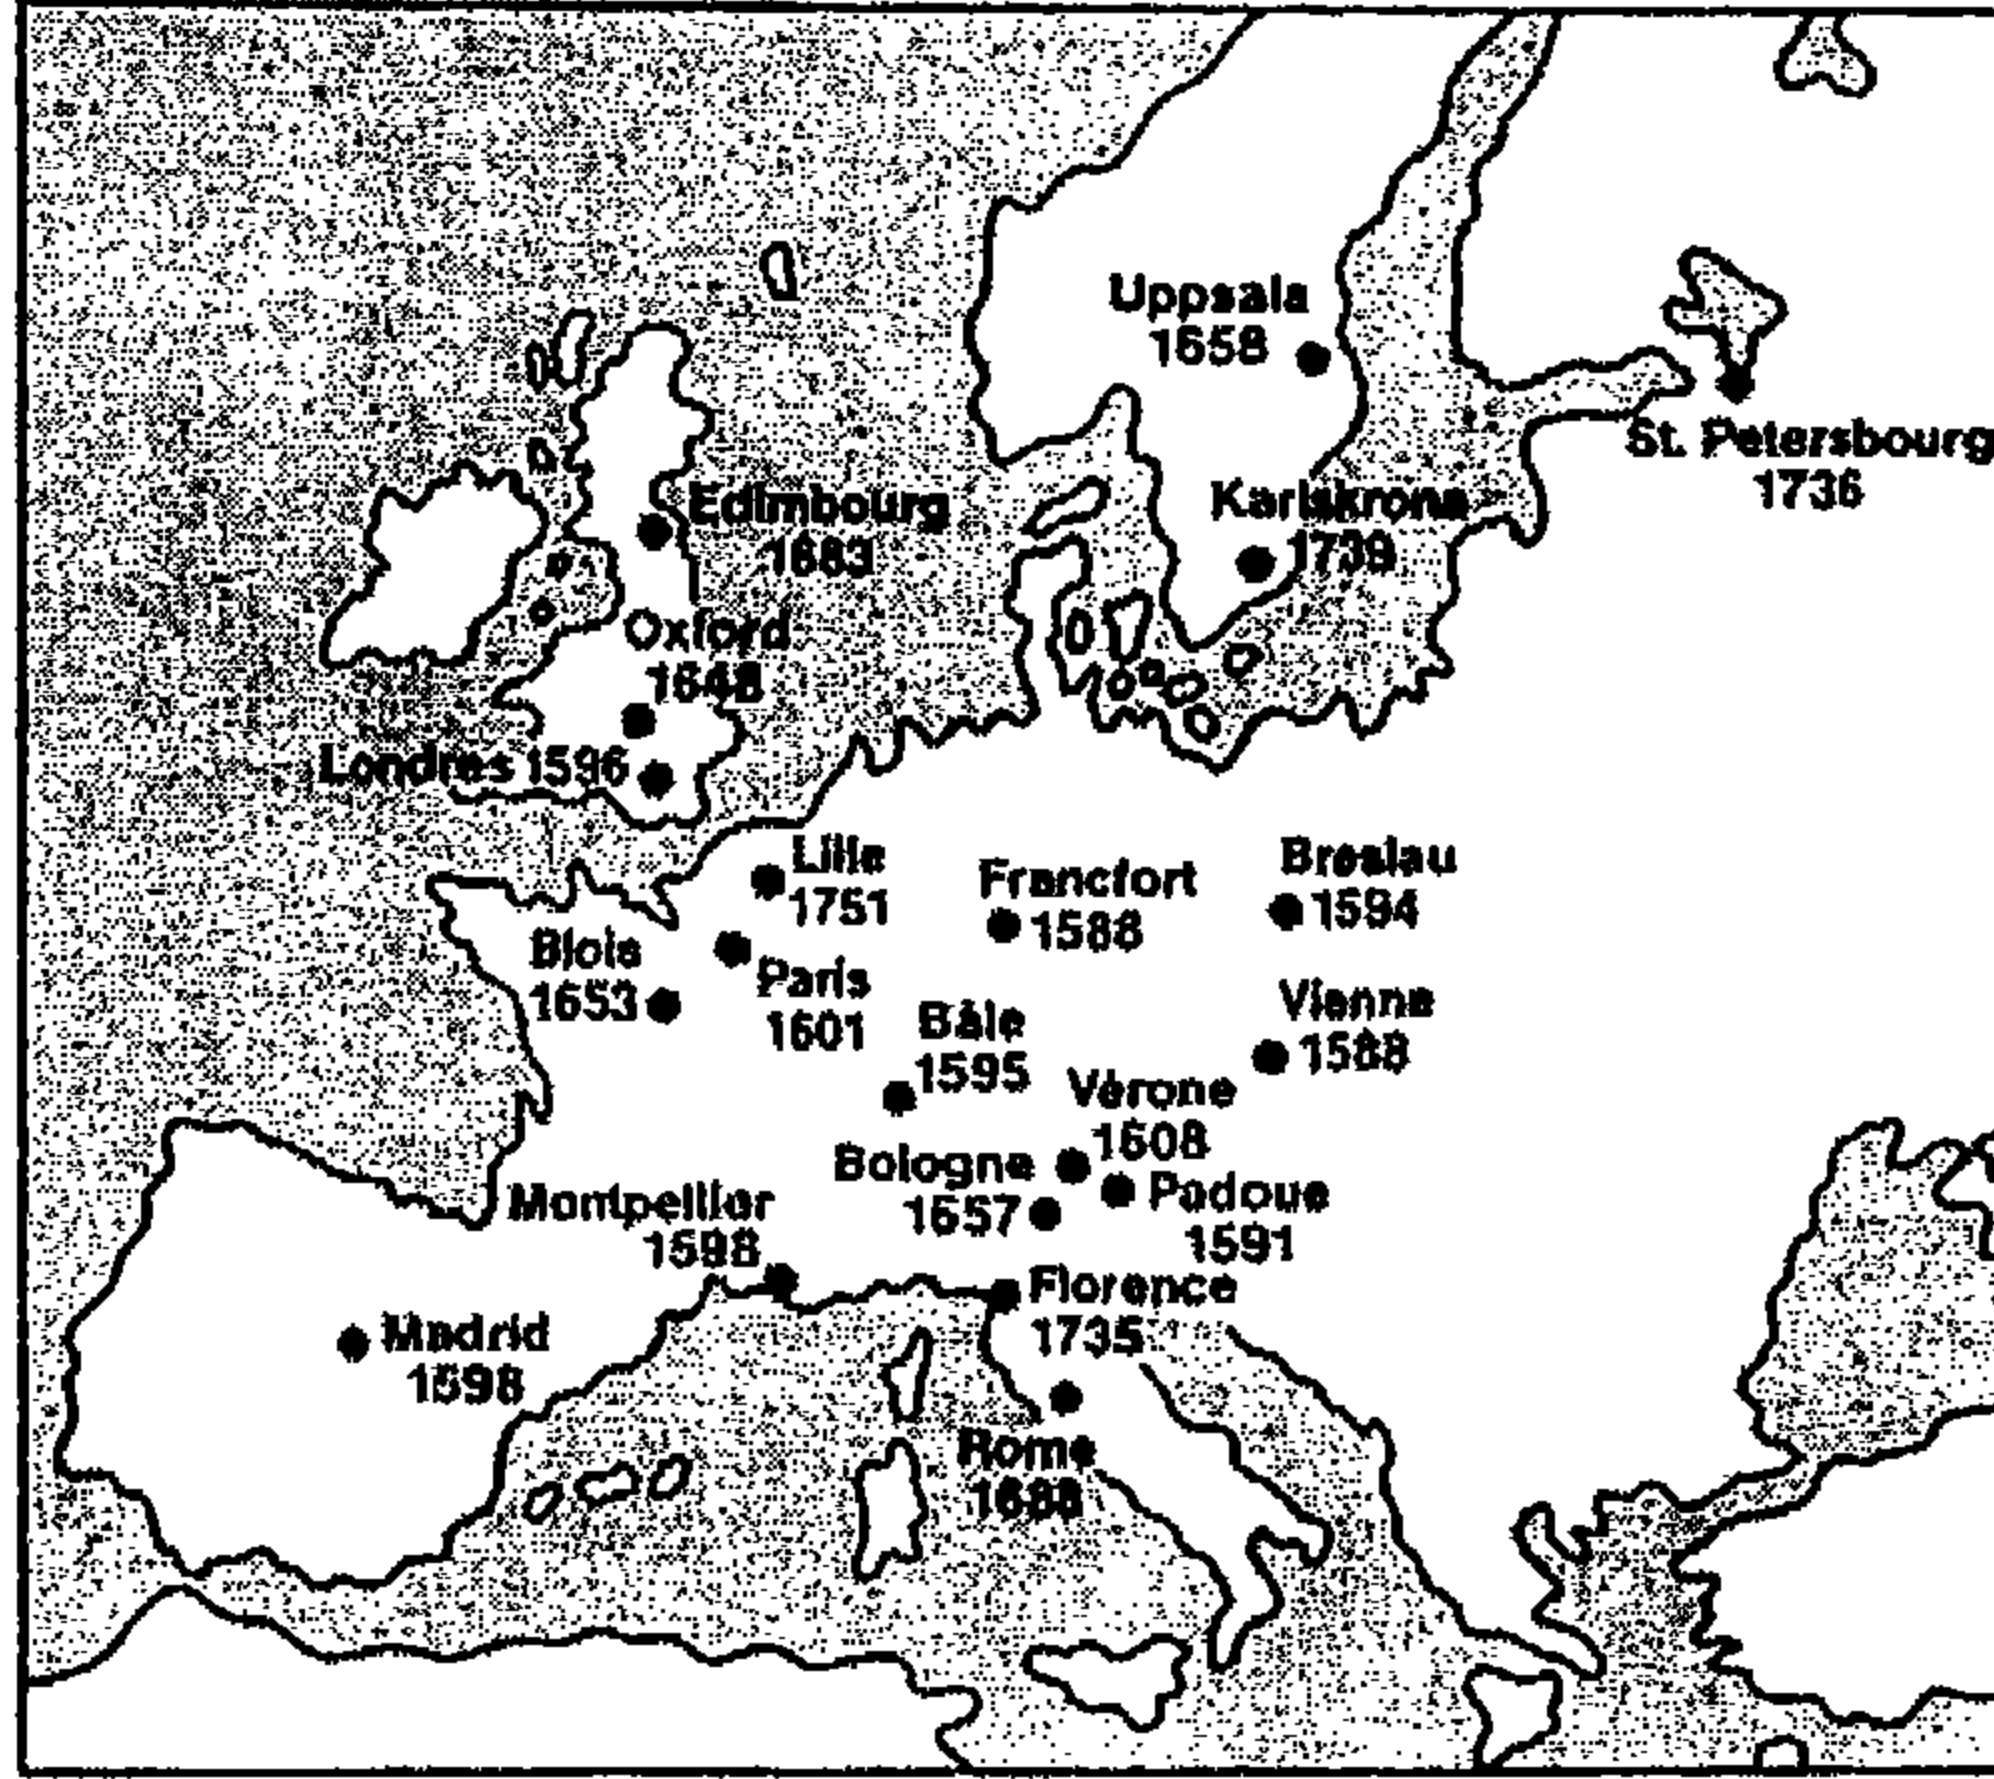 Uppsala
1658
St. Petersbourg
1736
Karlskrona
1739
Edimbourg
1683
Oxford
1648
Londres 1596
Lille
1751
Francfort
1588
Breslau
1594
Blois
1653
Paris
1601
Bâle
1595
Vienne
1588
Vérone
1608
Bologne
1657
Padoue
1591
Montpellier
1598
Florence
1735
Madrid
1598
Rome